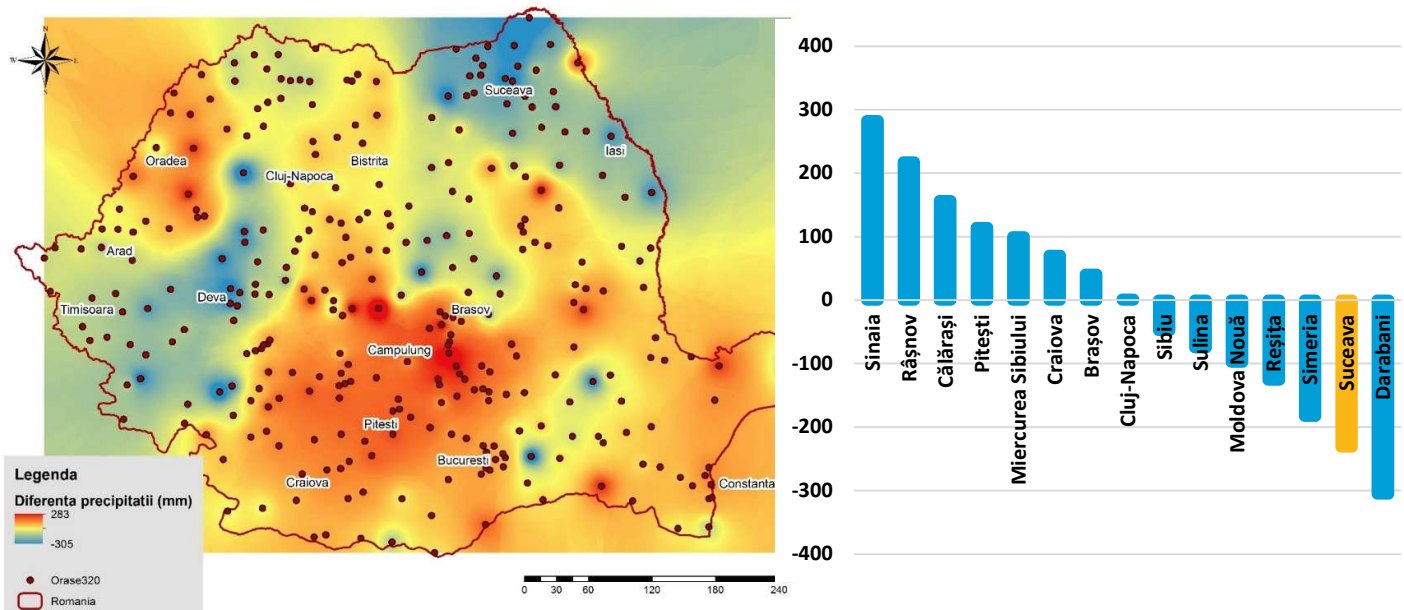 N
W
E
S
Suceava
Iasi
Oradea
Bistrita
Cluj-Napoca
Arad
Timisoara
Deva
Brasov
Campulung
Pitesti
Bucuresti
Craiova
Constanta
Legenda
Diferenta precipitatii (mm)
283
-305
Orase320
Romania
0 30 60 120 180 240
400
300
200
100
0
-100
-200
-300
-400
Sinaia
Râșnov
Călărași
Pitești
Miercurea Sibiului
Craiova
Brașov
Cluj-Napoca
Sibiu
Sulina
Moldova Nouă
Reșița
Simeria
Suceava
Darabani